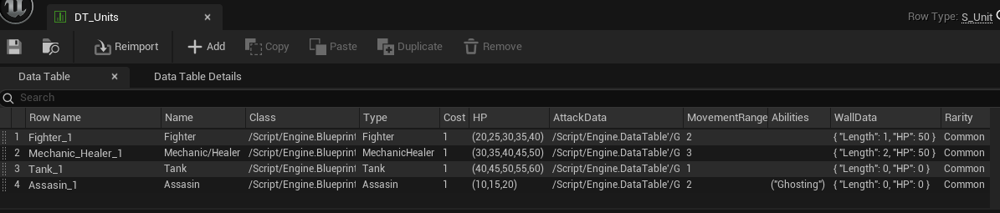 DT_Units ×
Row Type: S_Unit
Reimport Add Copy Paste Duplicate Remove
Data Table × Data Table Details
Search
Row Name Name Class Type Cost HP AttackData MovementRange Abilities WallData Rarity
1 Fighter_1 Fighter /Script/Engine.Blueprint Fighter 1 (20,25,30,35,40) /Script/Engine.DataTable'/G 2 { "Length": 1, "HP": 50 } Common
2 Mechanic_Healer_1 Mechanic/Healer /Script/Engine.Blueprint MechanicHealer 1 (30,35,40,45,50) /Script/Engine.DataTable'/G 3 { "Length": 2, "HP": 50 } Common
3 Tank_1 Tank /Script/Engine.Blueprint Tank 1 (40,45,50,55,60) /Script/Engine.DataTable'/G 1 { "Length": 0, "HP": 0 } Common
4 Assasin_1 Assasin /Script/Engine.Blueprint Assasin 1 (10,15,20) /Script/Engine.DataTable'/G 2 ("Ghosting") { "Length": 0, "HP": 0 } Common